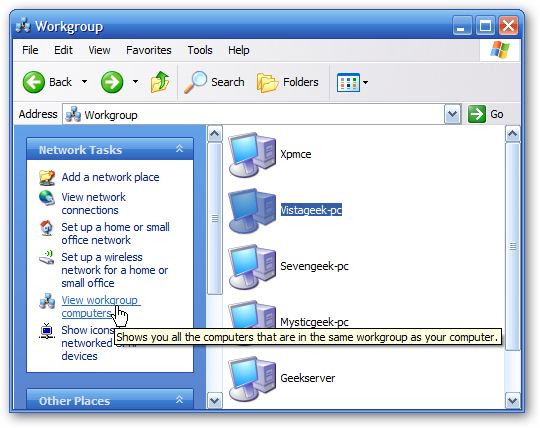 Workgroup
File Edit View Favorites Tools Help
Back Search Folders
Address Workgroup Go
Network Tasks
Add a network place
View network
connections
Set up a home or small
office network
Set up a wireless
network for a home or
small office
View workgroup
computers
Show icons
networked
devices
Other Places
Xpmce
Vistageek-pc
Sevengeek-pc
Mysticgeek-pc
Shows you all the computers that are in the same workgroup as your computer.
Geekserver